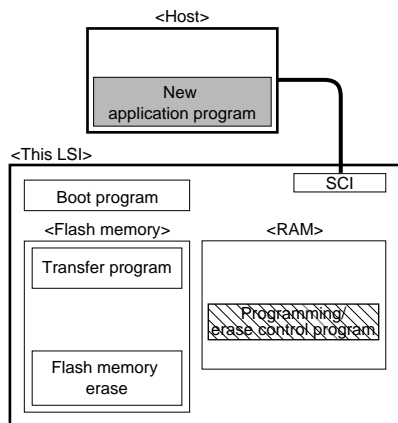 <Host>
New
application program
<This LSI>
SCI
Boot program
<Flash memory>
<RAM>
Transfer program
Programming/
erase control program
Flash memory
erase